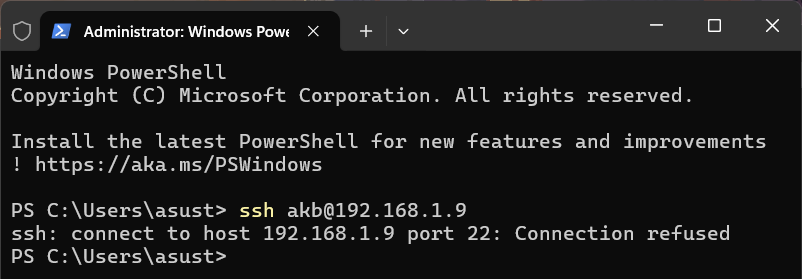 Administrator: Windows Powe
Windows PowerShell
Copyright (C) Microsoft Corporation. All rights reserved.
Install the latest PowerShell for new features and improvements
! https://aka.ms/PSWindows
PS C:\Users\asust> ssh akb@192.168.1.9
ssh: connect to host 192.168.1.9 port 22: Connection refused
PS C:\Users\asust>